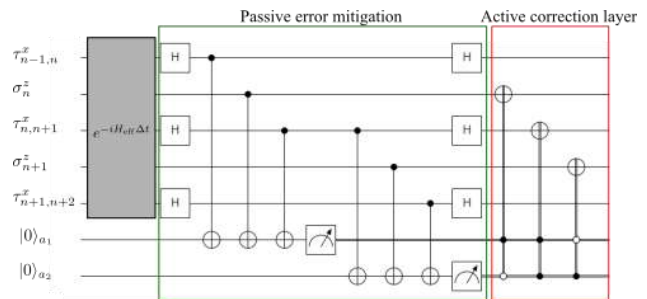 Passive error mitigation Active correction layer
τ^x_{n−1,n} H H
σ^z_n
τ^x_{n,n+1} e^{−iH_{eff}Δt} H H
σ^z_{n+1}
τ^x_{n+1,n+2} H H
|0⟩_{a_1}
|0⟩_{a_2}